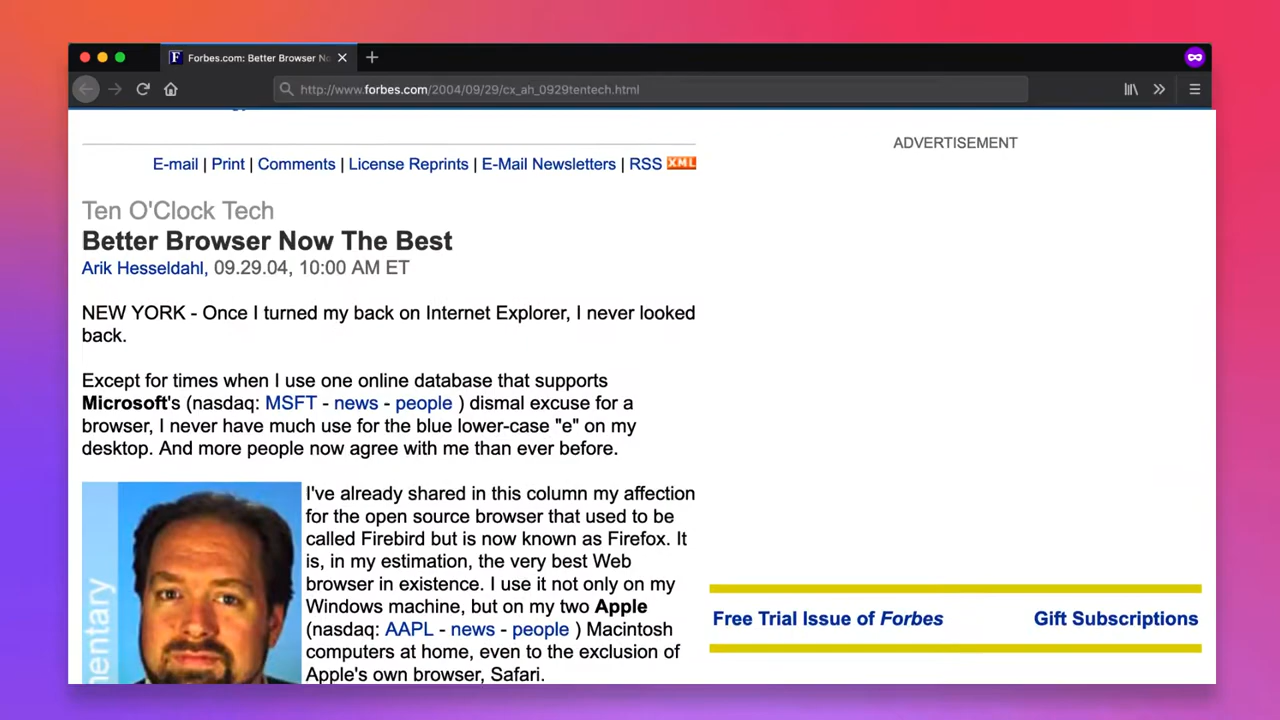 Forbes.com: Better Browser No
http://www.forbes.com/2004/09/29/cx_ah_0929tentech.html
ADVERTISEMENT
E-mail | Print | Comments | License Reprints | E-Mail Newsletters | RSS XML
Ten O'Clock Tech
Better Browser Now The Best
Arik Hesseldahl, 09.29.04, 10:00 AM ET
NEW YORK - Once I turned my back on Internet Explorer, I never looked
back.
Except for times when I use one online database that supports
Microsoft's (nasdaq: MSFT - news - people ) dismal excuse for a
browser, I never have much use for the blue lower-case "e" on my
desktop. And more people now agree with me than ever before.
I've already shared in this column my affection
for the open source browser that used to be
called Firebird but is now known as Firefox. It
is, in my estimation, the very best Web
browser in existence. I use it not only on my
Windows machine, but on my two Apple
(nasdaq: AAPL - news - people ) Macintosh
computers at home, even to the exclusion of
Apple's own browser, Safari.
mentary
Free Trial Issue of Forbes
Gift Subscriptions